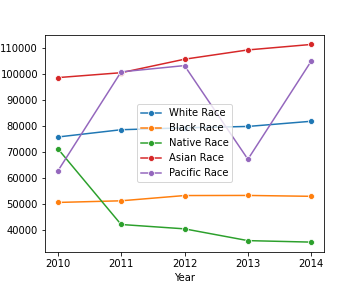 110000
100000
90000
80000
70000
60000
50000
40000
White Race
Black Race
Native Race
Asian Race
Pacific Race
2010 2011 2012 2013 2014
Year